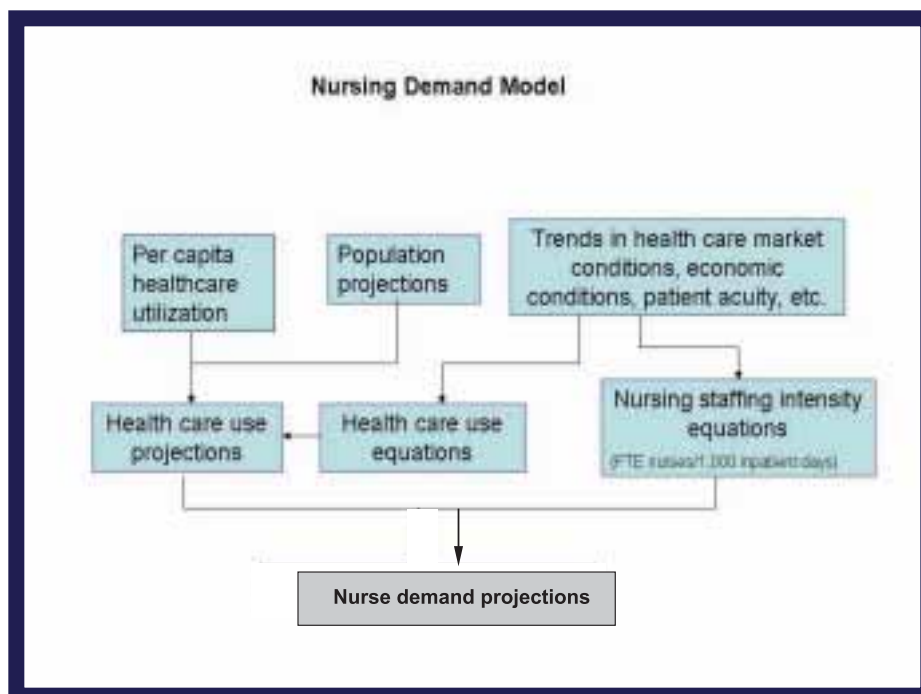 Nursing Demand Model
Per capita
healthcare
utilization
Population
projections
Trends in health care market
conditions, economic
conditions, patient acuity, etc.
Health care use
projections
Health care use
equations
Nursing staffing intensity
equations
(FTE nurses/1,000 inpatient days)
Nurse demand projections